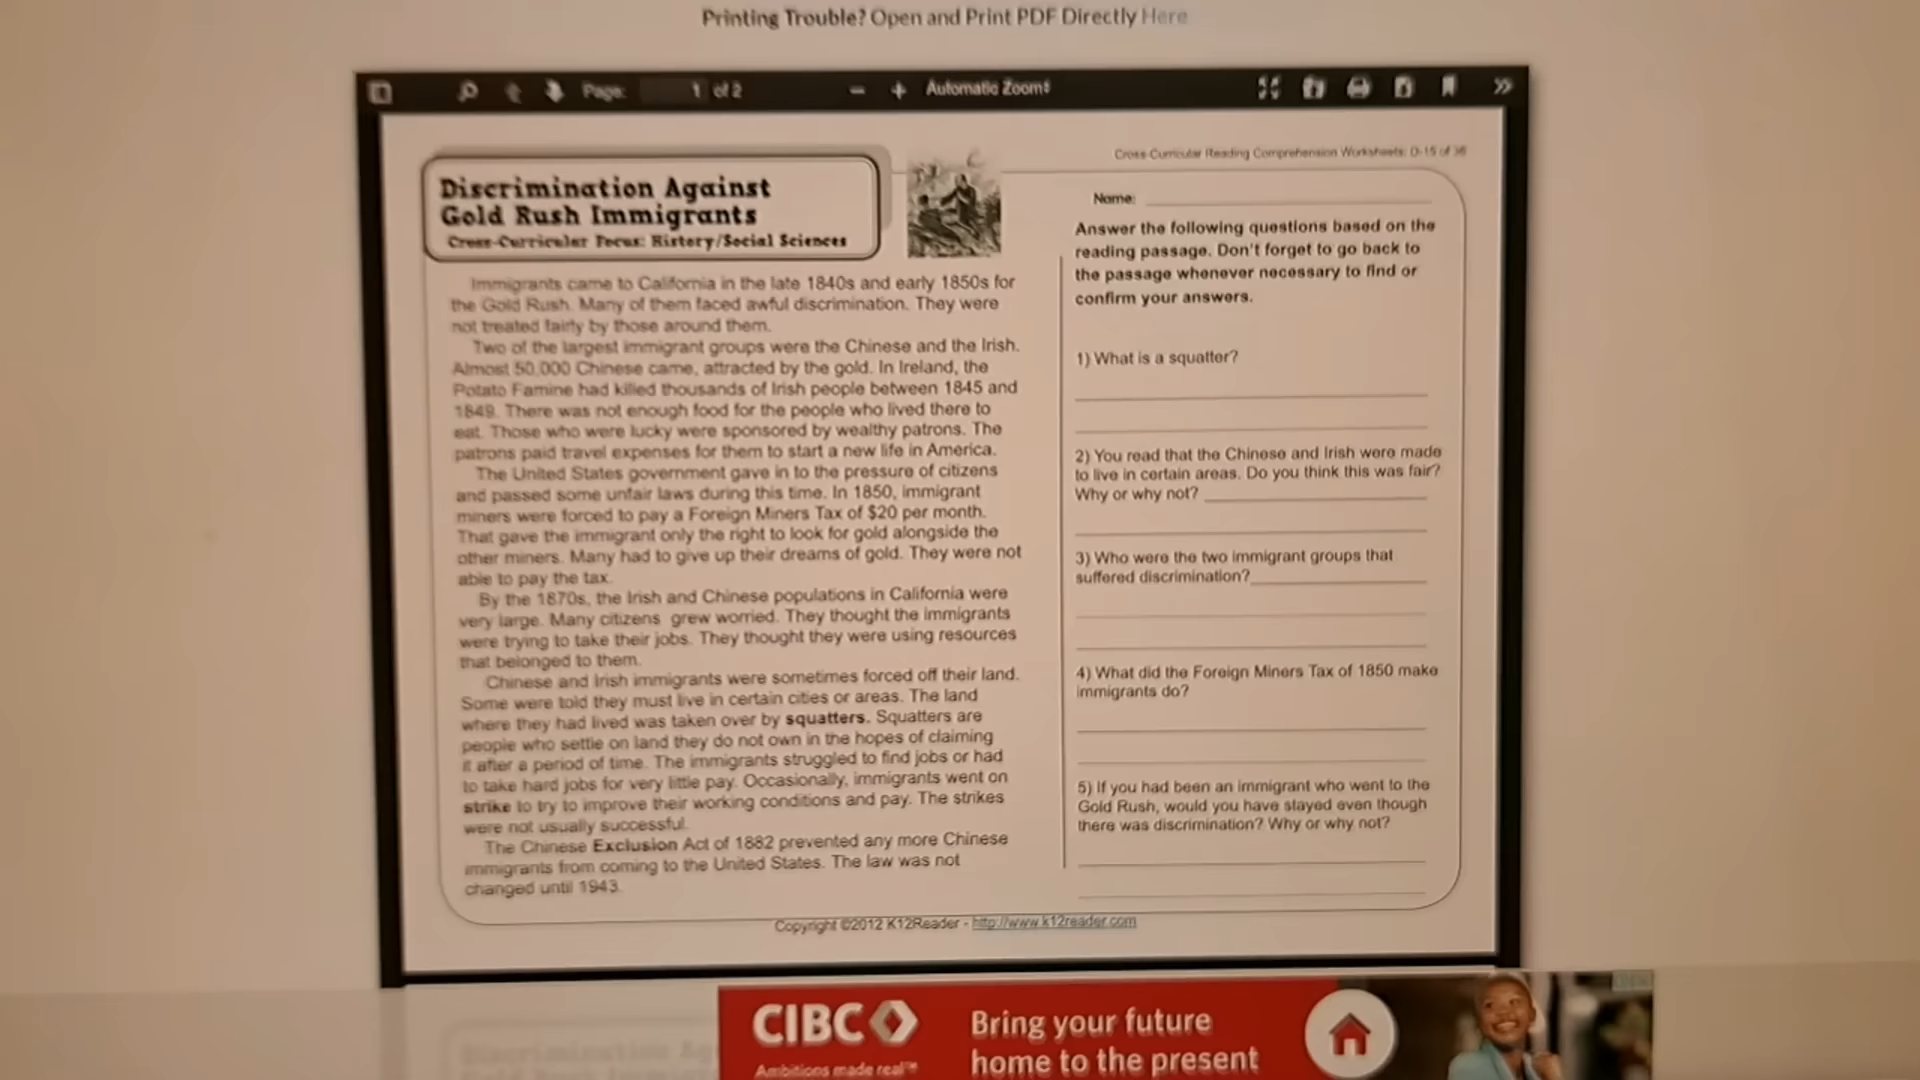 Printing Trouble? Open and Print PDF Directly Here
Page: 1 of 2
Automatic Zoom
Cross-Curricular Reading Comprehension Worksheets: D-15 of 36
Discrimination Against
Gold Rush Immigrants
Cross-Curricular Focus: History/Social Sciences
Immigrants came to California in the late 1840s and early 1850s for
the Gold Rush. Many of them faced awful discrimination. They were
not treated fairly by those around them.
Two of the largest immigrant groups were the Chinese and the Irish.
Almost 50,000 Chinese came, attracted by the gold. In Ireland, the
Potato Famine had killed thousands of Irish people between 1845 and
1849. There was not enough food for the people who lived there to
eat. Those who were lucky were sponsored by wealthy patrons. The
patrons paid travel expenses for them to start a new life in America.
The United States government gave in to the pressure of citizens
and passed some unfair laws during this time. In 1850, immigrant
miners were forced to pay a Foreign Miners Tax of $20 per month.
That gave the immigrant only the right to look for gold alongside the
other miners. Many had to give up their dreams of gold. They were not
able to pay the tax.
By the 1870s, the Irish and Chinese populations in California were
very large. Many citizens grew worried. They thought the immigrants
were trying to take their jobs. They thought they were using resources
that belonged to them.
Chinese and Irish immigrants were sometimes forced off their land.
Some were told they must live in certain cities or areas. The land
where they had lived was taken over by squatters. Squatters are
people who settle on land they do not own in the hopes of claiming
it after a period of time. The immigrants struggled to find jobs or had
to take hard jobs for very little pay. Occasionally, immigrants went on
strike to try to improve their working conditions and pay. The strikes
were not usually successful.
The Chinese Exclusion Act of 1882 prevented any more Chinese
immigrants from coming to the United States. The law was not
changed until 1943.
Name:
Answer the following questions based on the
reading passage. Don't forget to go back to
the passage whenever necessary to find or
confirm your answers.
1) What is a squatter?
2) You read that the Chinese and Irish were made
to live in certain areas. Do you think this was fair?
Why or why not?
3) Who were the two immigrant groups that
suffered discrimination?
4) What did the Foreign Miners Tax of 1850 make
immigrants do?
5) If you had been an immigrant who went to the
Gold Rush, would you have stayed even though
there was discrimination? Why or why not?
Copyright ©2012 K12Reader - http://www.k12reader.com
CIBC
Ambitions made real™
Bring your future
home to the present